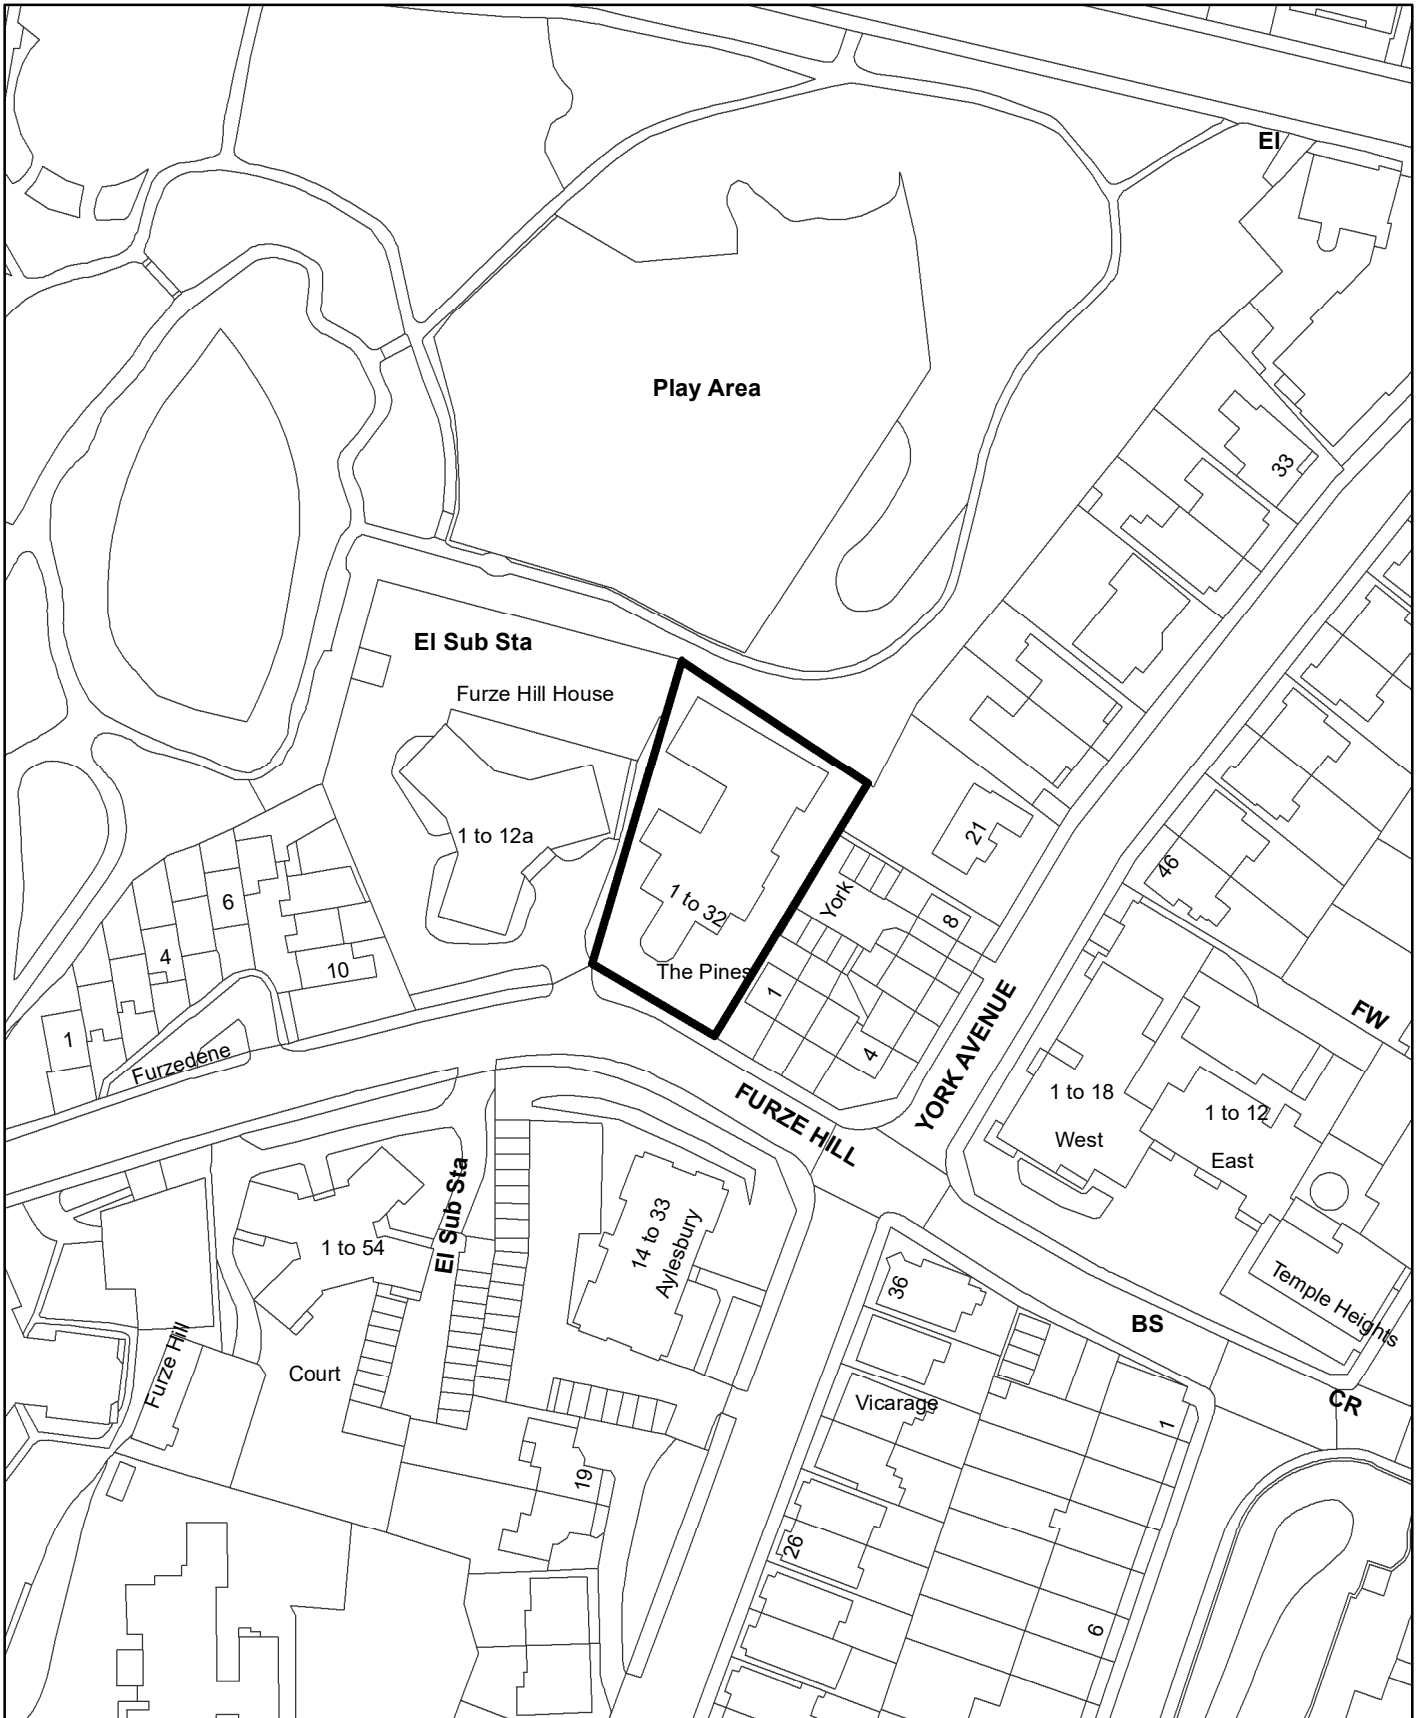 El
Play Area
33
El Sub Sta
Furze Hill House
21
1 to 12a
46
1 to 32
York
6
8
4
10
The Pines
1
FW
1
4
Furzedene
YORK AVENUE
FURZE HILL
1 to 18
1 to 12
West
East
El Sub Sta
14 to 33
Aylesbury
1 to 54
36
Temple Heights
BS
Furze Hill
Court
Vicarage
CR
1
19
26
6